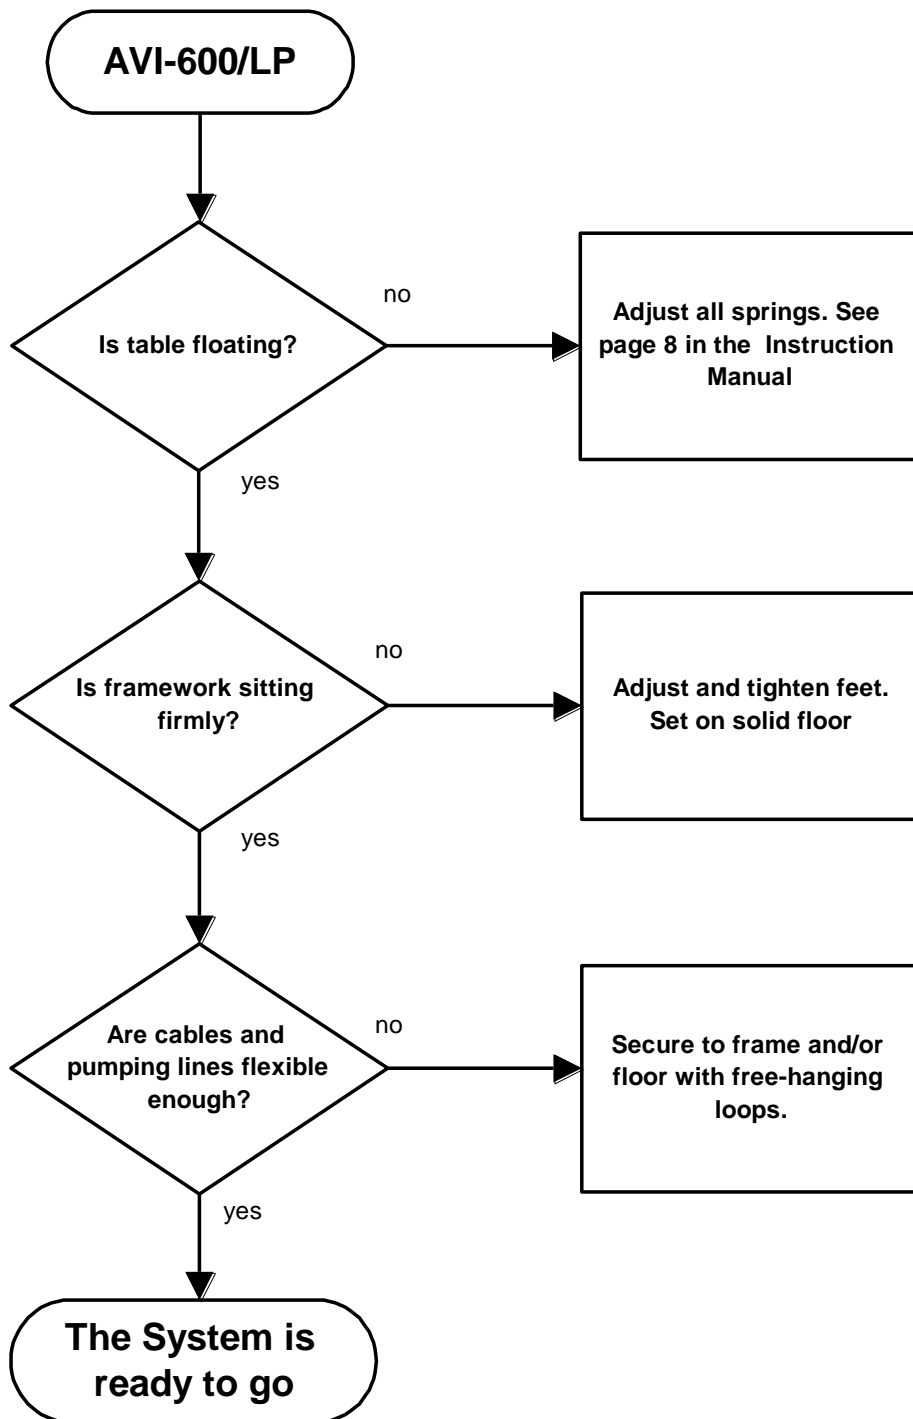 AVI-600/LP
no
Adjust all springs. See
page 8 in the  Instruction
Manual
Is table floating?
yes
no
Is framework sitting
firmly?
Adjust and tighten feet.
Set on solid floor
yes
no
Are cables and
pumping lines flexible
enough?
Secure to frame and/or
floor with free-hanging
loops.
yes
The System is
ready to go